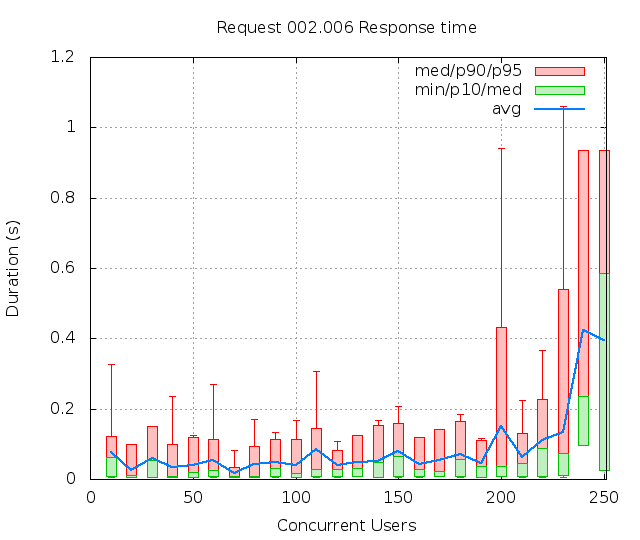 Request 002.006 Response time
med/p90/p95
min/p10/med
avg
Duration (s)
1.2
1
0.8
0.6
0.4
0.2
0
0 50 100 150 200 250
Concurrent Users